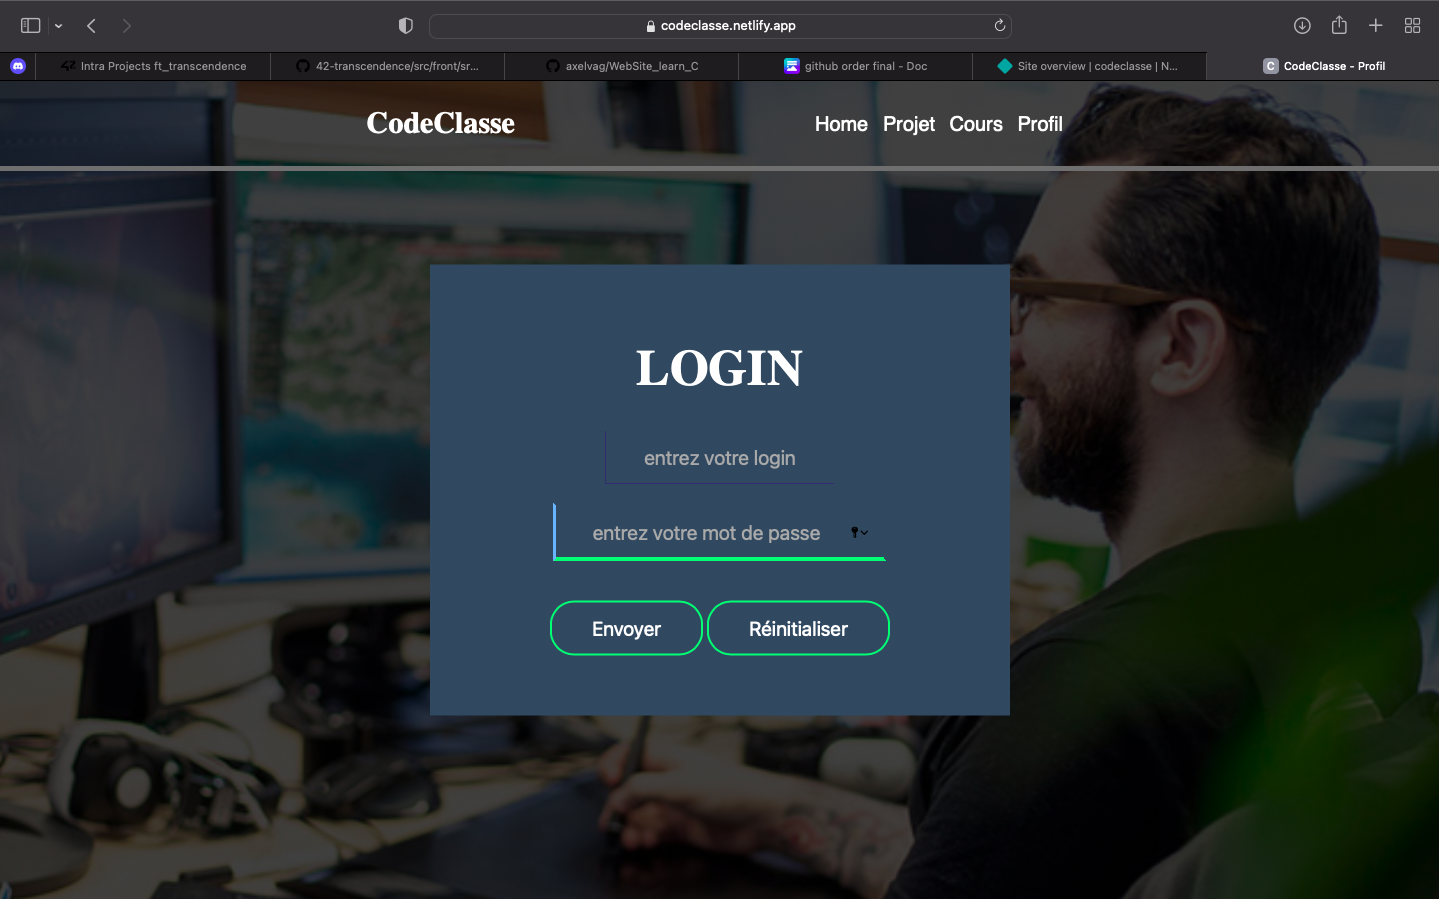 codeclasse.netlify.app
Intra Projects ft_transcendence
42-transcendence/src/front/sr...
axelvag/WebSite_learn_C
github order final - Doc
Site overview | codeclasse | N...
C CodeClasse - Profil
CodeClasse
Home Projet Cours Profil
LOGIN
entrez votre login
entrez votre mot de passe
Envoyer Réinitialiser